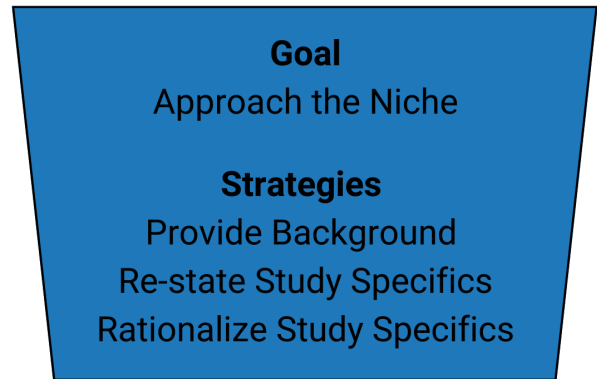 Goal
Approach the Niche
Strategies
Provide Background
Re-state Study Specifics
Rationalize Study Specifics